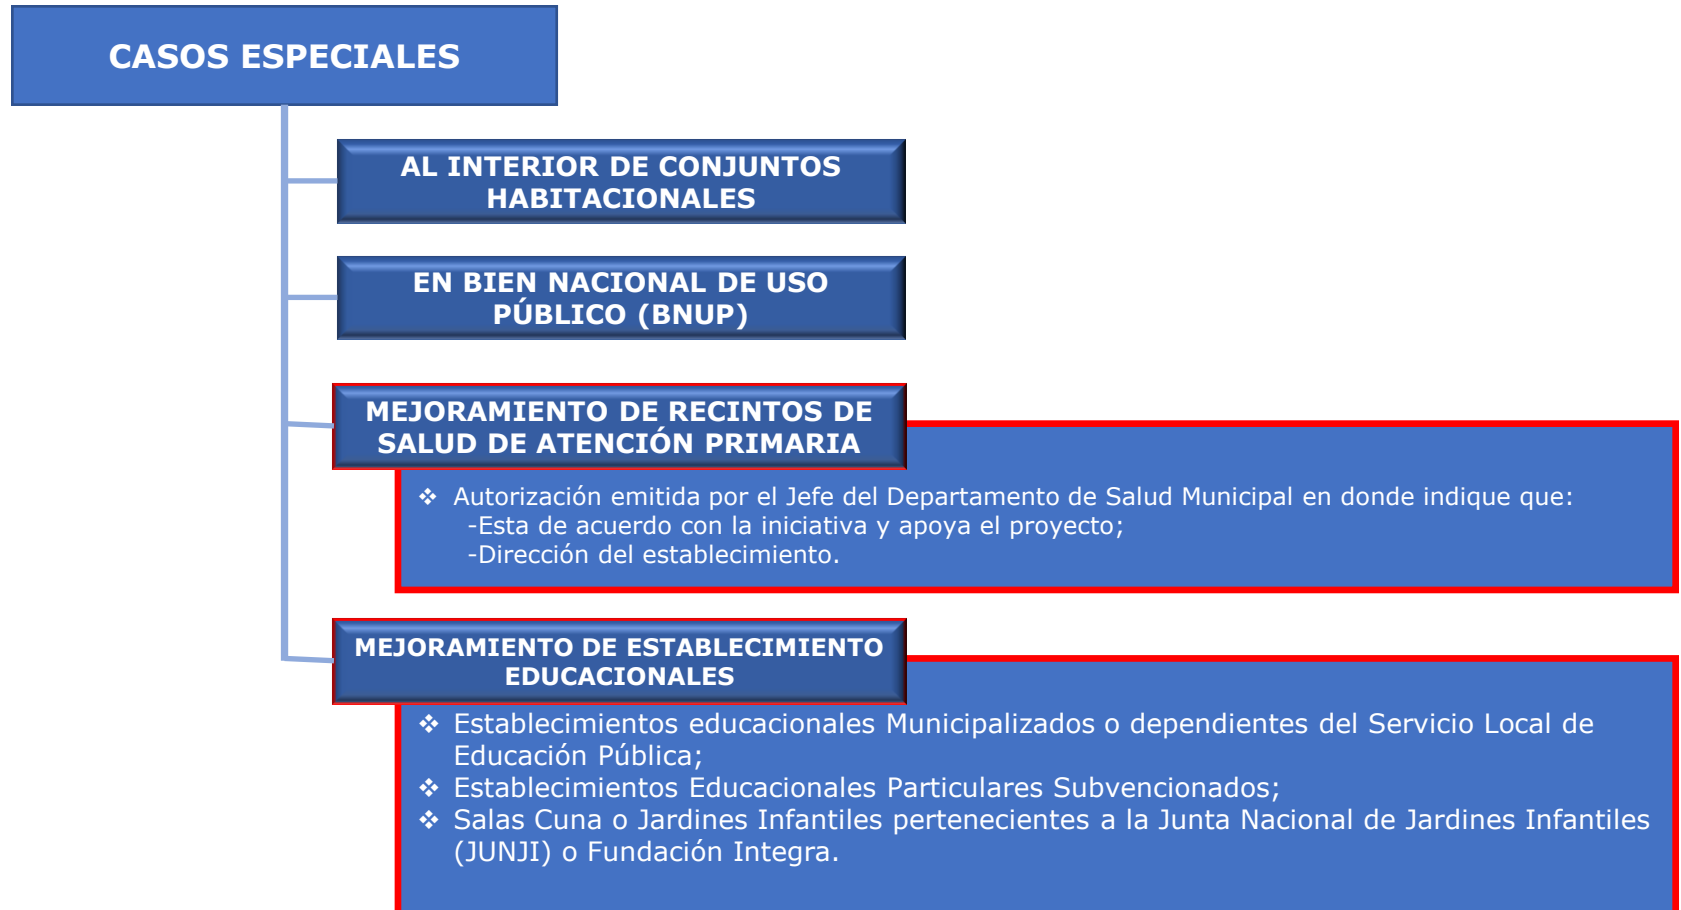 CASOS ESPECIALES
AL INTERIOR DE CONJUNTOS
HABITACIONALES
EN BIEN NACIONAL DE USO
PÚBLICO (BNUP)
MEJORAMIENTO DE RECINTOS DE
SALUD DE ATENCIÓN PRIMARIA
❖ Autorización emitida por el Jefe del Departamento de Salud Municipal en donde indique que:
-Esta de acuerdo con la iniciativa y apoya el proyecto;
-Dirección del establecimiento.
MEJORAMIENTO DE ESTABLECIMIENTO
EDUCACIONALES
❖ Establecimientos educacionales Municipalizados o dependientes del Servicio Local de
Educación Pública;
❖ Establecimientos Educacionales Particulares Subvencionados;
❖ Salas Cuna o Jardines Infantiles pertenecientes a la Junta Nacional de Jardines Infantiles
(JUNJI) o Fundación Integra.